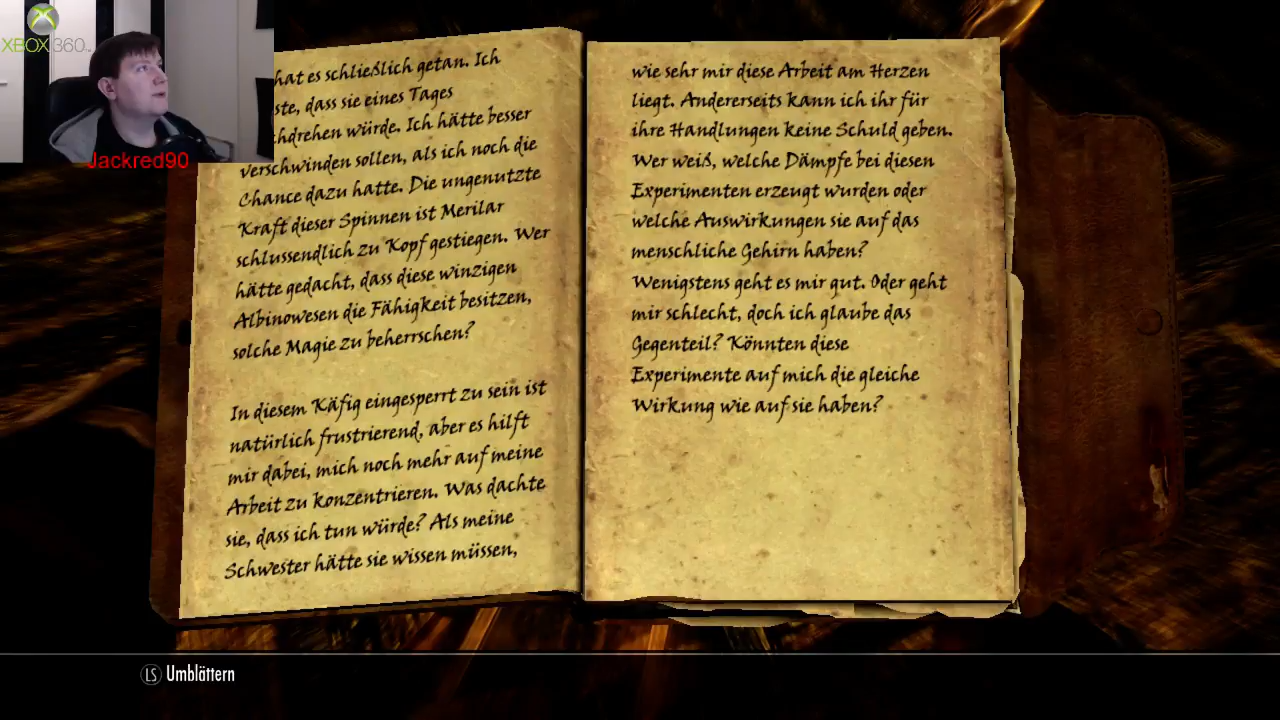 XBOX 360
Jackred90
hat es schließlich getan. Ich
dass sie eines Tages
würde. Ich hätte besser
verschwinden sollen, als ich noch die
Chance dazu hatte. Die ungenutzte
Kraft dieser Spinnen ist Merilar
schlussendlich zu Kopf gestiegen. Wer
hätte gedacht, dass diese winzigen
Albinowesen die Fähigkeit besitzen,
solche Magie zu beherrschen?
In diesem Käfig eingesperrt zu sein ist
natürlich frustrierend, aber es hilft
mir dabei, mich noch mehr auf meine
Arbeit zu konzentrieren. Was dachte
sie, dass ich tun würde? Als meine
Schwester hätte sie wissen müssen,
wie sehr mir diese Arbeit am Herzen
liegt. Andererseits kann ich ihr für
ihre Handlungen keine Schuld geben.
Wer weiß, welche Dämpfe bei diesen
Experimenten erzeugt wurden oder
welche Auswirkungen sie auf das
menschliche Gehirn haben?
Wenigstens geht es mir gut. Oder geht
mir schlecht, doch ich glaube das
Gegenteil? Könnten diese
Experimente auf mich die gleiche
Wirkung wie auf sie haben?
LS Umblättern